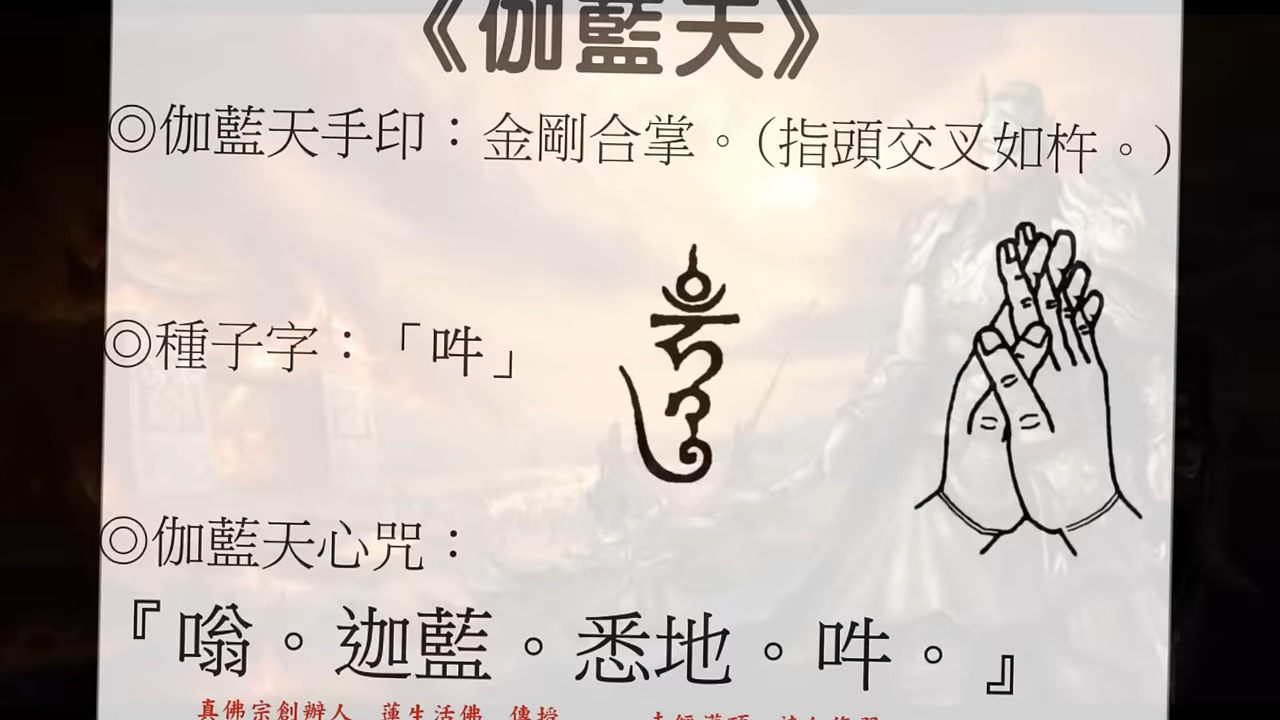 《伽藍天》
◎伽藍天手印：金剛合掌。（指頭交叉如杵。）
◎種子字：「吽」
◎伽藍天心咒：
『嗡。迦藍。悉地。吽。』
真佛宗創辦人 蓮生活佛 傳授